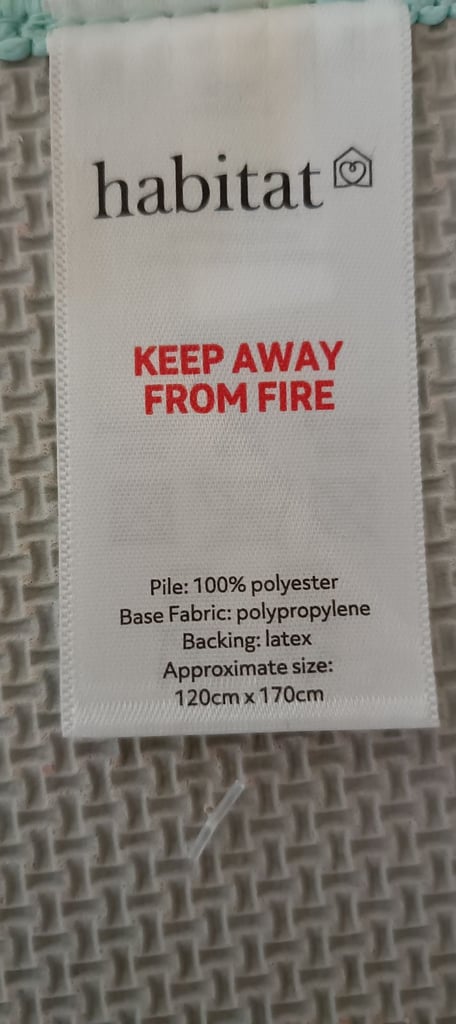 habitat
KEEP AWAY
FROM FIRE
Pile: 100% polyester
Base Fabric: polypropylene
Backing: latex
Approximate size:
120cm x 170cm